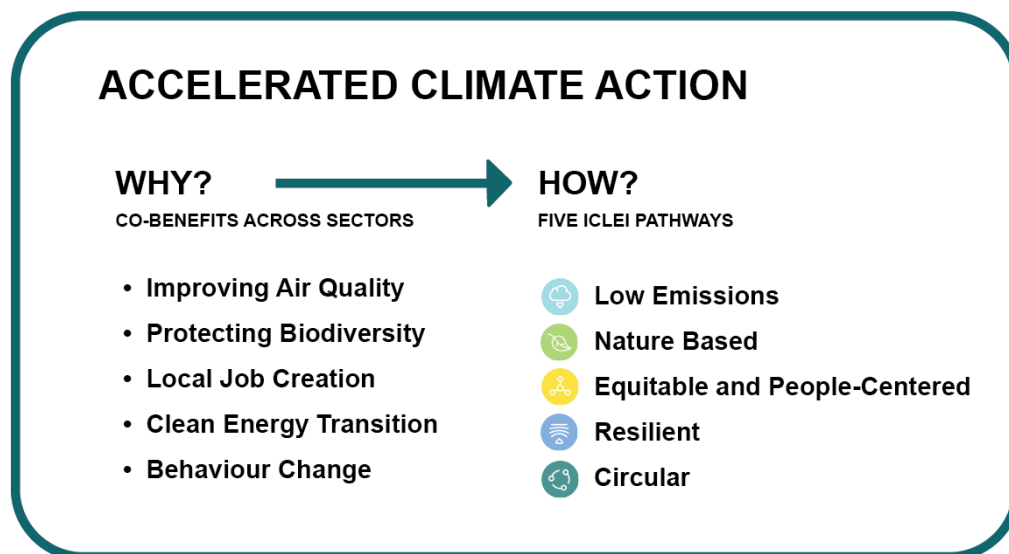 ACCELERATED CLIMATE ACTION
WHY?
CO-BENEFITS ACROSS SECTORS
• Improving Air Quality
• Protecting Biodiversity
• Local Job Creation
• Clean Energy Transition
• Behaviour Change
HOW?
FIVE ICLEI PATHWAYS
Low Emissions
Nature Based
Equitable and People-Centered
Resilient
Circular